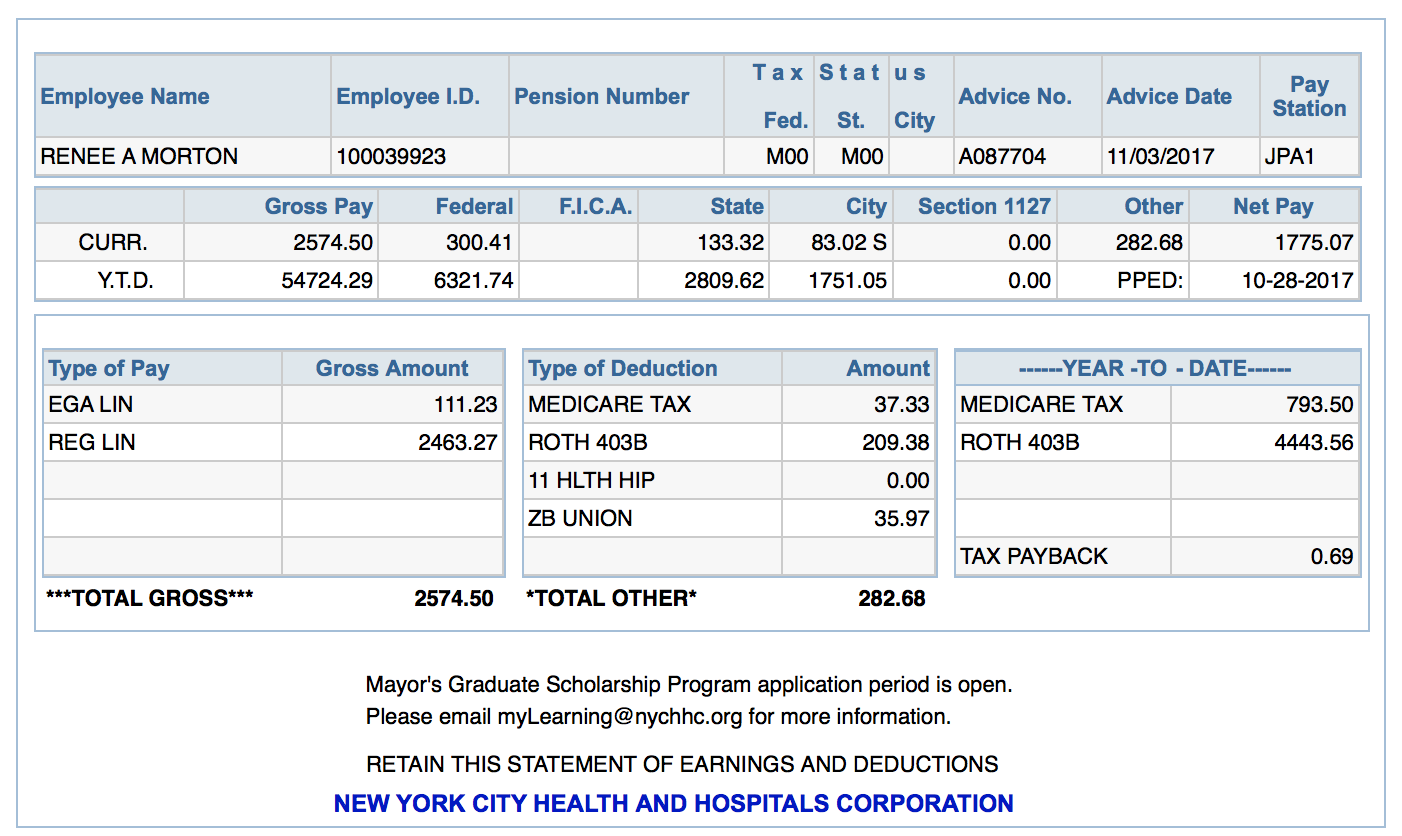 Employee Name Employee I.D. Pension Number Tax Status Fed. St. City Advice No. Advice Date Pay Station
RENEE A MORTON 100039923 M00 M00 A087704 11/03/2017 JPA1
Gross Pay Federal F.I.C.A. State City Section 1127 Other Net Pay
CURR. 2574.50 300.41 133.32 83.02 S 0.00 282.68 1775.07
Y.T.D. 54724.29 6321.74 2809.62 1751.05 0.00 PPED: 10-28-2017
Type of Pay Gross Amount Type of Deduction Amount ------YEAR -TO - DATE------
EGA LIN 111.23 MEDICARE TAX 37.33 MEDICARE TAX 793.50
REG LIN 2463.27 ROTH 403B 209.38 ROTH 403B 4443.56
11 HLTH HIP 0.00
ZB UNION 35.97
TAX PAYBACK 0.69
***TOTAL GROSS*** 2574.50 *TOTAL OTHER* 282.68
Mayor's Graduate Scholarship Program application period is open.
Please email myLearning@nychhc.org for more information.
RETAIN THIS STATEMENT OF EARNINGS AND DEDUCTIONS
NEW YORK CITY HEALTH AND HOSPITALS CORPORATION